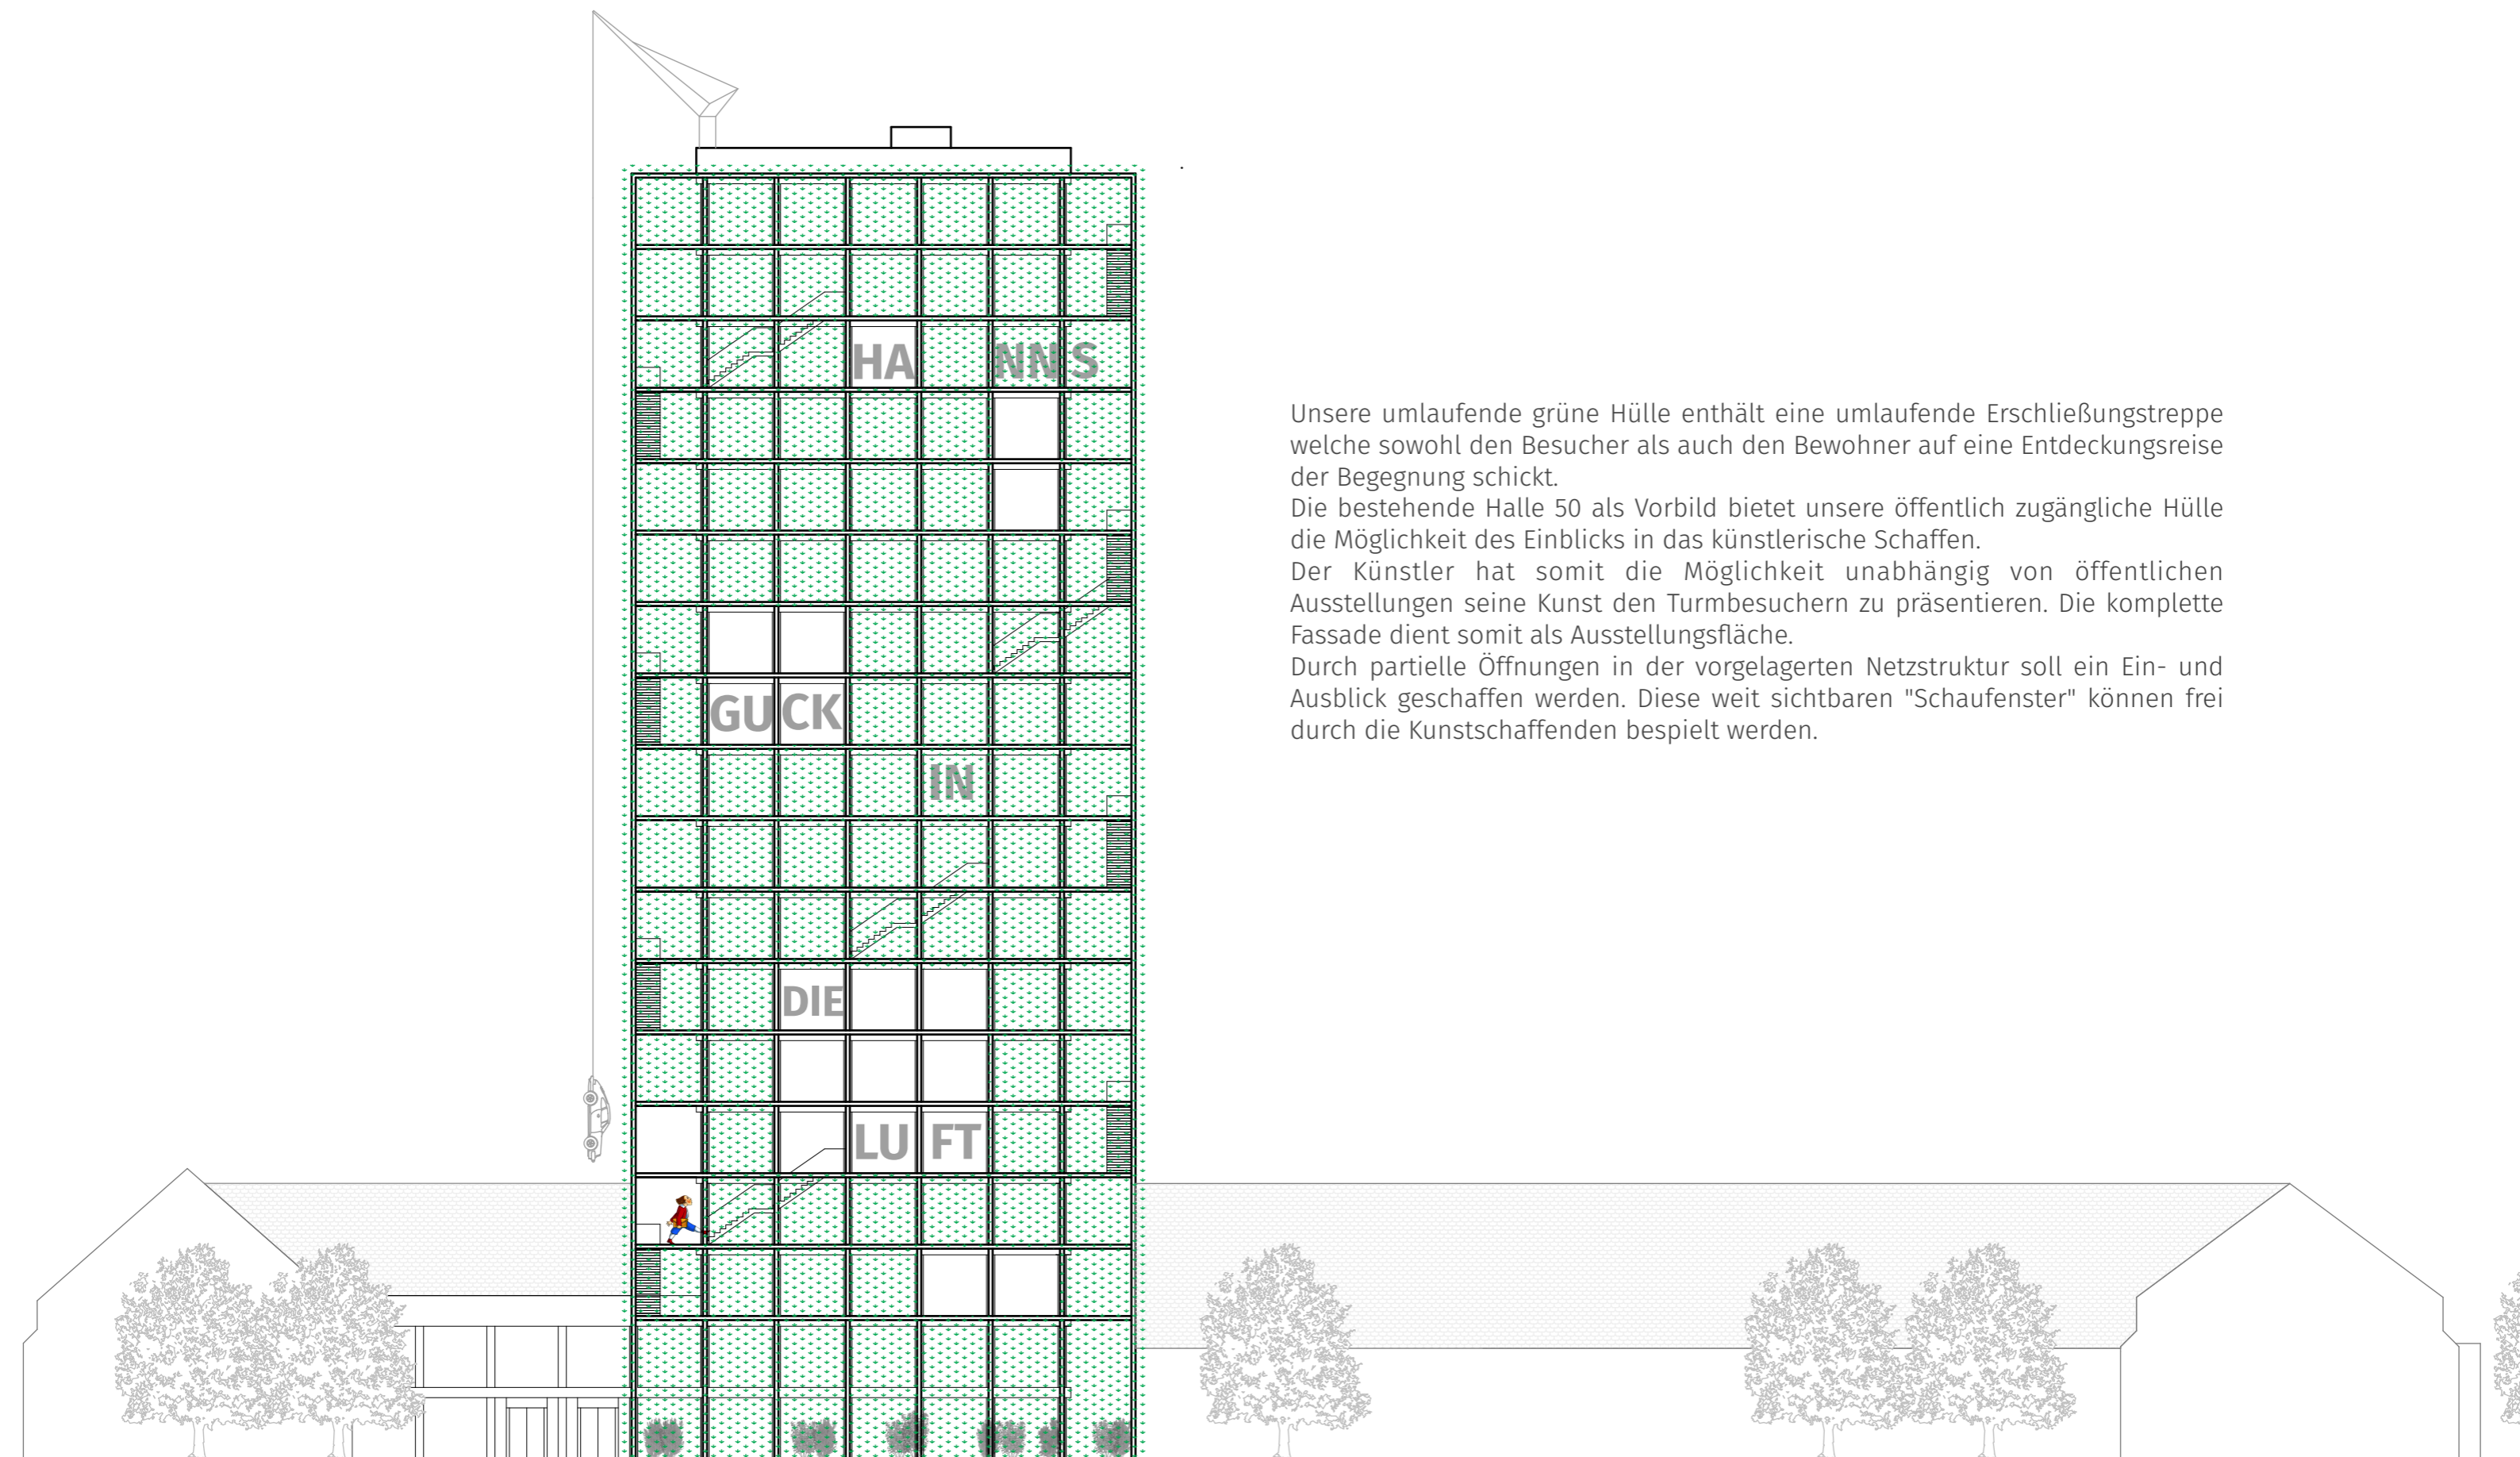 HA NN S
Unsere umlaufende grüne Hülle enthält eine umlaufende Erschließungstreppe
welche sowohl den Besucher als auch den Bewohner auf eine Entdeckungsreise
der Begegnung schickt.
Die bestehende Halle 50 als Vorbild bietet unsere öffentlich zugängliche Hülle
die Möglichkeit des Einblicks in das künstlerische Schaffen.
Der Künstler hat somit die Möglichkeit unabhängig von öffentlichen
Ausstellungen seine Kunst den Turmbesuchern zu präsentieren. Die komplette
Fassade dient somit als Ausstellungsfläche.
Durch partielle Öffnungen in der vorgelagerten Netzstruktur soll ein Ein- und
Ausblick geschaffen werden. Diese weit sichtbaren "Schaufenster" können frei
durch die Kunstschaffenden bespielt werden.
GU CK
IN
DIE
LU FT